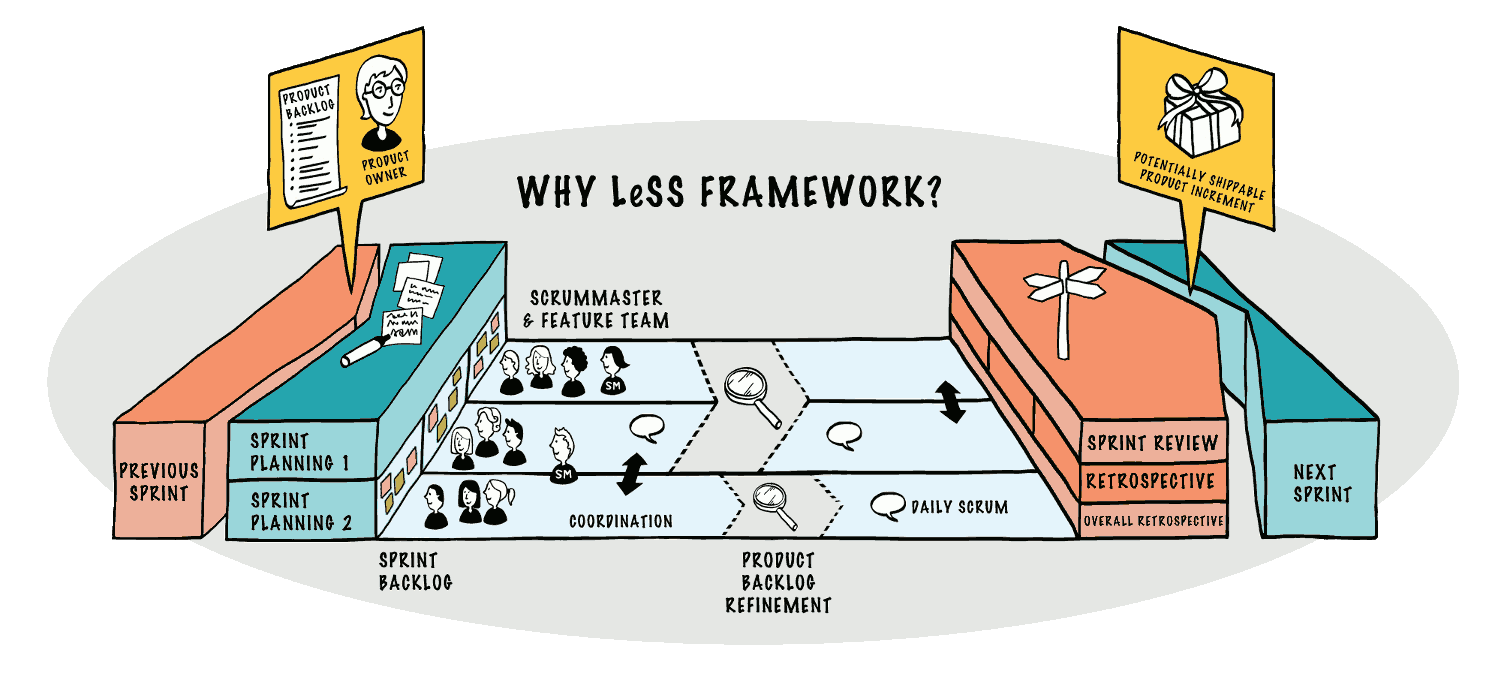 PRODUCT
BACKLOG
PRODUCT
OWNER
POTENTIALLY SHIPPABLE
PRODUCT INCREMENT
WHY LeSS FRAMEWORK?
SCRUMMASTER
& FEATURE TEAM
SM
SM
PREVIOUS
SPRINT
SPRINT
PLANNING 1
SPRINT
PLANNING 2
COORDINATION
DAILY SCRUM
SPRINT REVIEW
RETROSPECTIVE
OVERALL RETROSPECTIVE
NEXT
SPRINT
SPRINT
BACKLOG
PRODUCT
BACKLOG
REFINEMENT